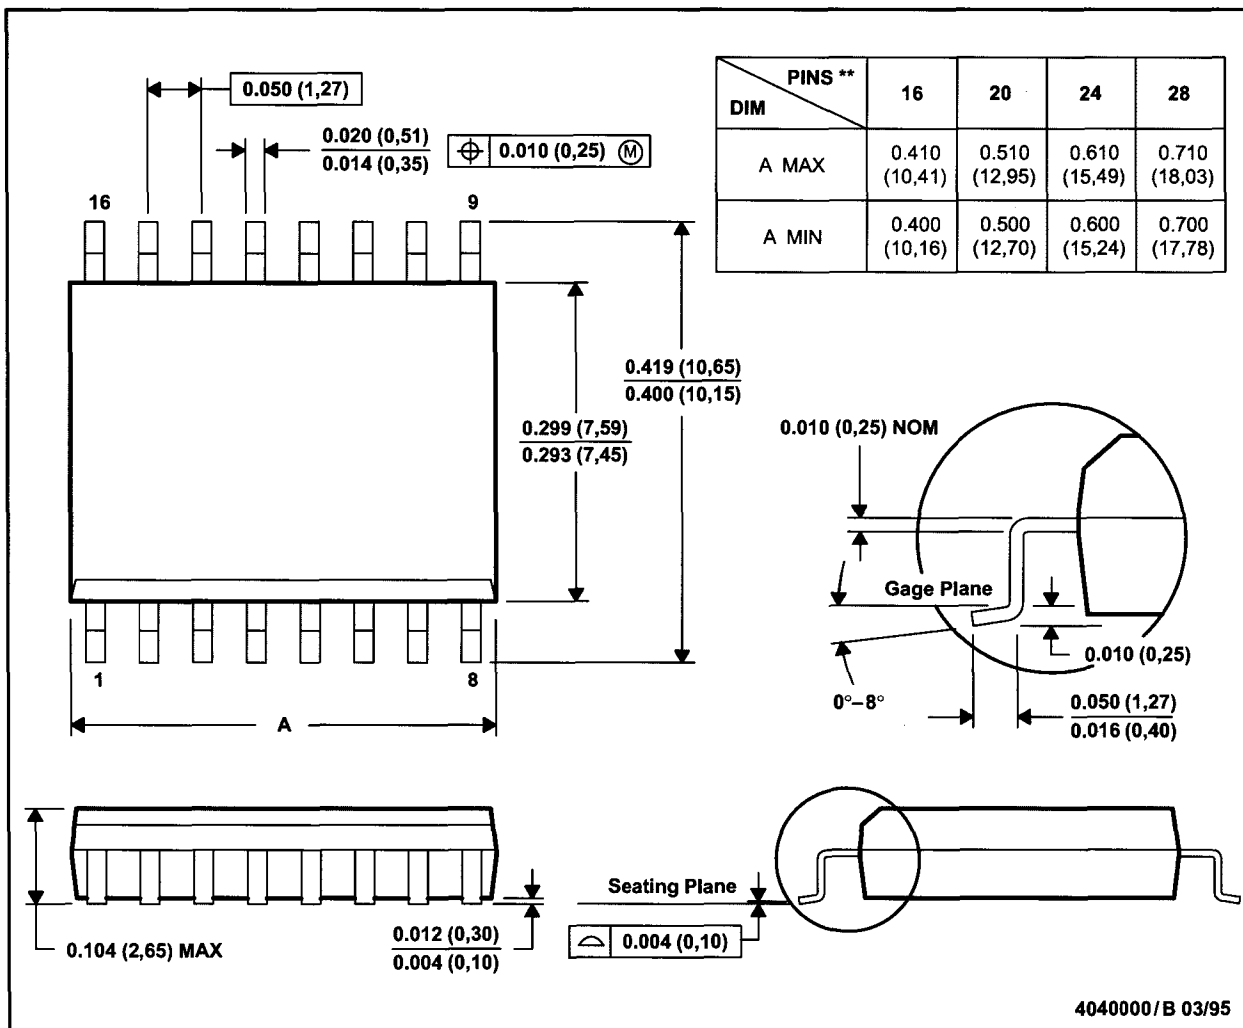 0.050 (1,27)
0.020 (0,51)
0.014 (0,35)
⌖ 0.010 (0,25) Ⓜ
16
9
PINS **
DIM
16 20 24 28
A MAX
0.410 (10,41)
0.510 (12,95)
0.610 (15,49)
0.710 (18,03)
A MIN
0.400 (10,16)
0.500 (12,70)
0.600 (15,24)
0.700 (17,78)
0.419 (10,65)
0.400 (10,15)
0.299 (7,59)
0.293 (7,45)
1
8
A
0.010 (0,25) NOM
Gage Plane
0.010 (0,25)
0°–8°
0.050 (1,27)
0.016 (0,40)
0.104 (2,65) MAX
0.012 (0,30)
0.004 (0,10)
Seating Plane
⌓ 0.004 (0,10)
4040000/B 03/95